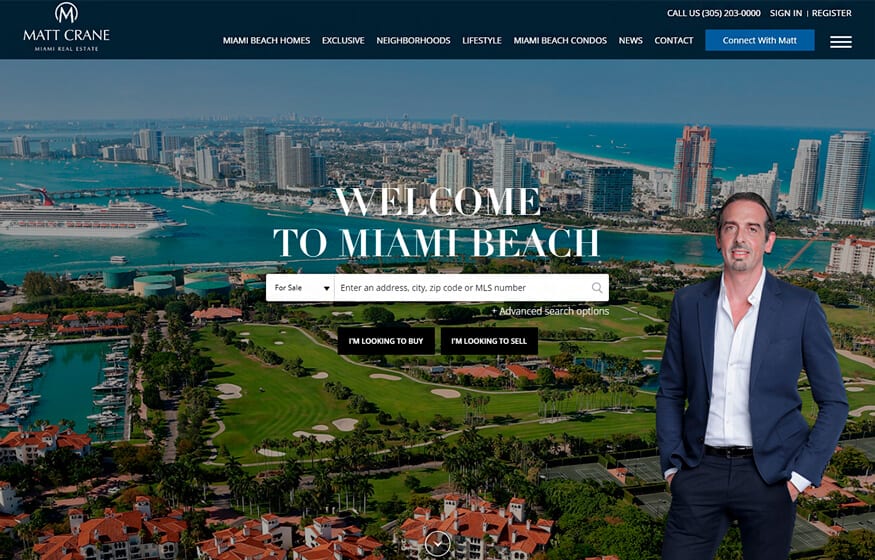 MATT CRANE
MIAMI REAL ESTATE
CALL US (305) 203-0000 SIGN IN | REGISTER
MIAMI BEACH HOMES EXCLUSIVE NEIGHBORHOODS LIFESTYLE MIAMI BEACH CONDOS NEWS CONTACT Connect With Matt
WELCOME
TO MIAMI BEACH
For Sale Enter an address, city, zip code or MLS number
+ Advanced search options
I'M LOOKING TO BUY I'M LOOKING TO SELL